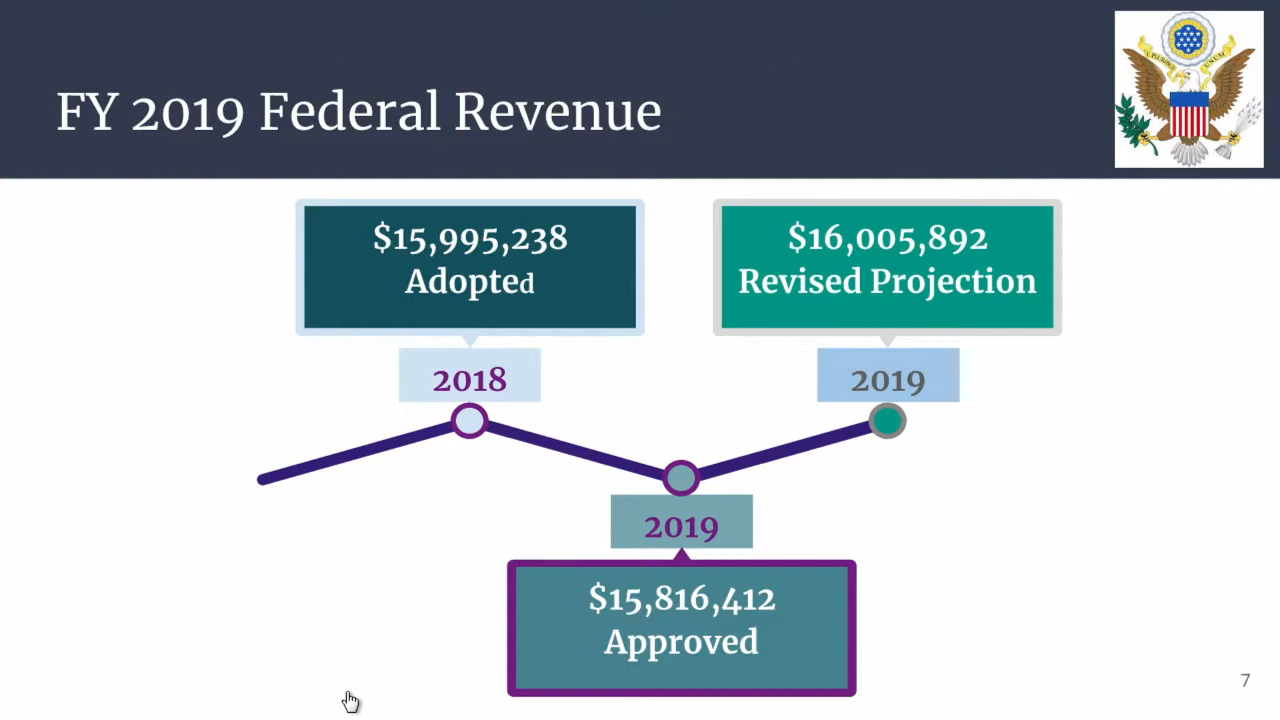 FY 2019 Federal Revenue
$15,995,238
Adopted
2018
$16,005,892
Revised Projection
2019
2019
$15,816,412
Approved
7